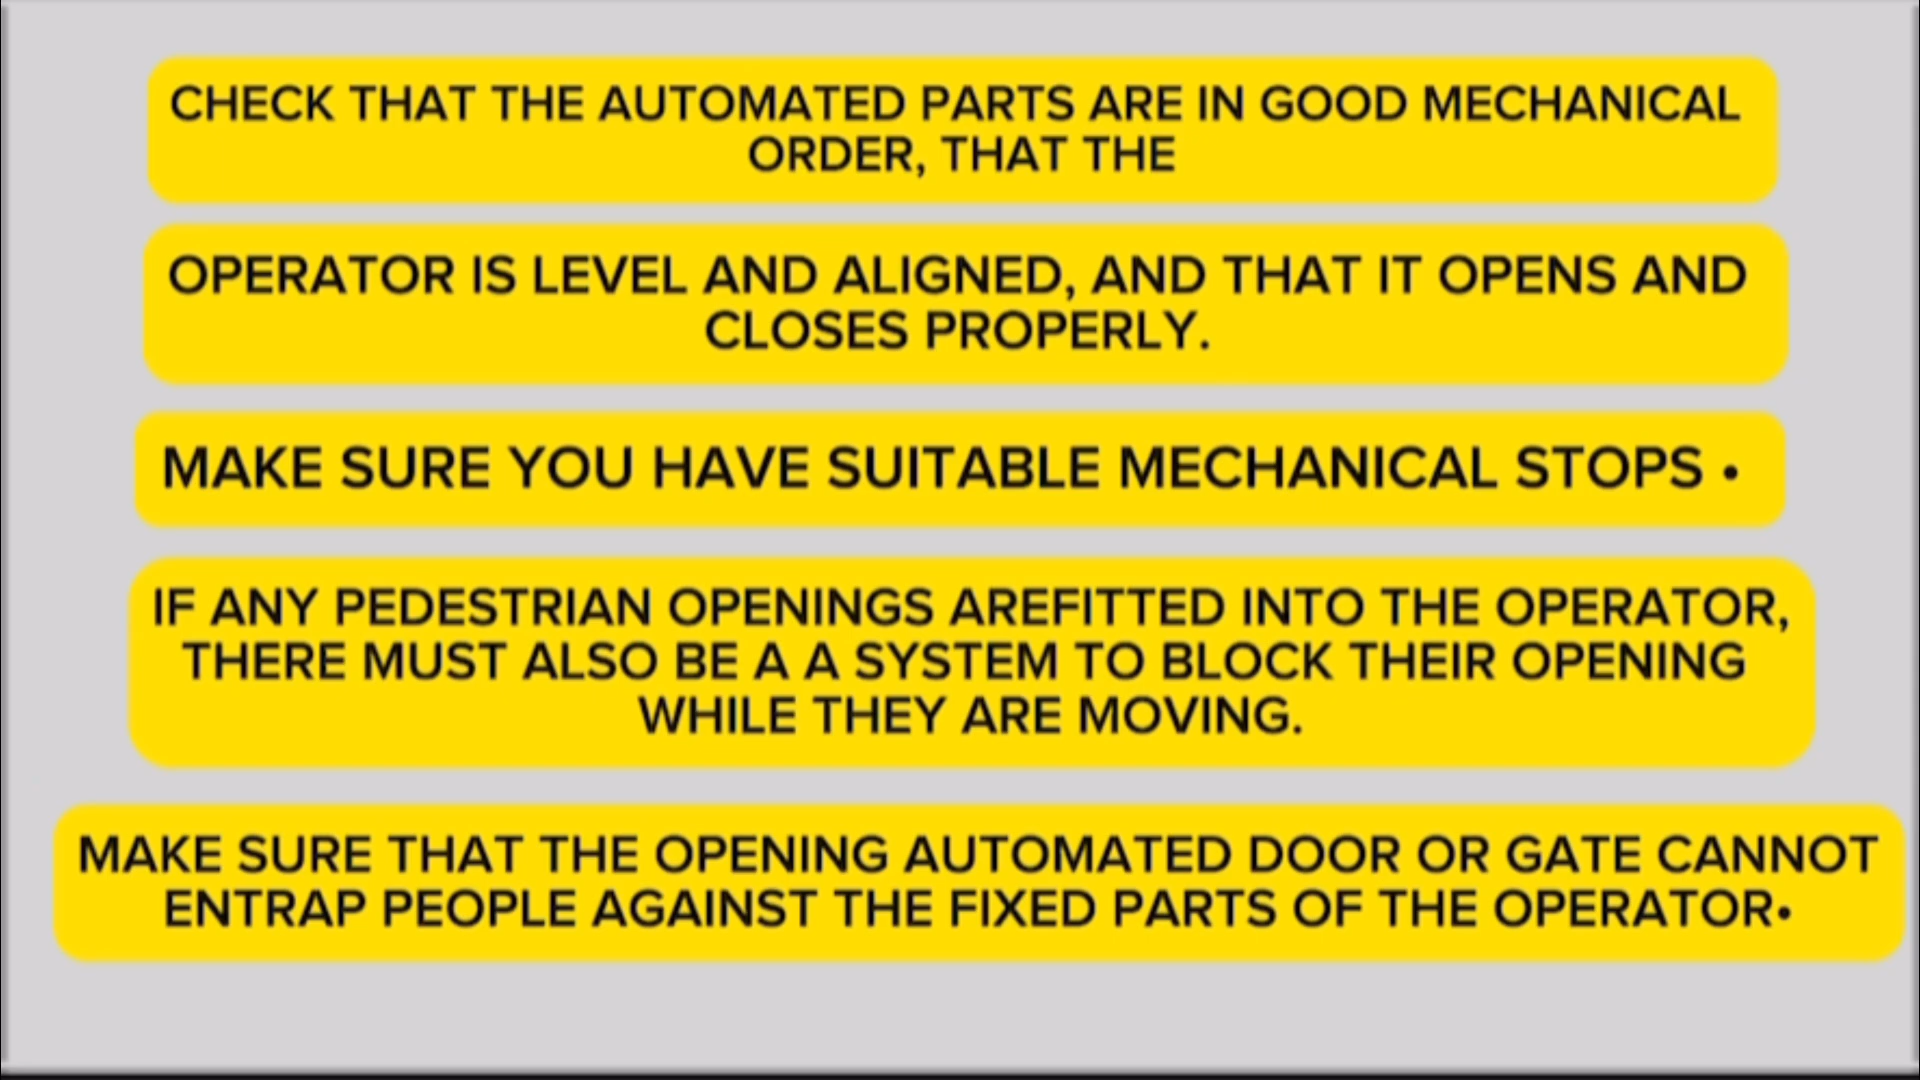 CHECK THAT THE AUTOMATED PARTS ARE IN GOOD MECHANICAL
ORDER, THAT THE
OPERATOR IS LEVEL AND ALIGNED, AND THAT IT OPENS AND
CLOSES PROPERLY.
MAKE SURE YOU HAVE SUITABLE MECHANICAL STOPS •
IF ANY PEDESTRIAN OPENINGS AREFITTED INTO THE OPERATOR,
THERE MUST ALSO BE A A SYSTEM TO BLOCK THEIR OPENING
WHILE THEY ARE MOVING.
MAKE SURE THAT THE OPENING AUTOMATED DOOR OR GATE CANNOT
ENTRAP PEOPLE AGAINST THE FIXED PARTS OF THE OPERATOR•